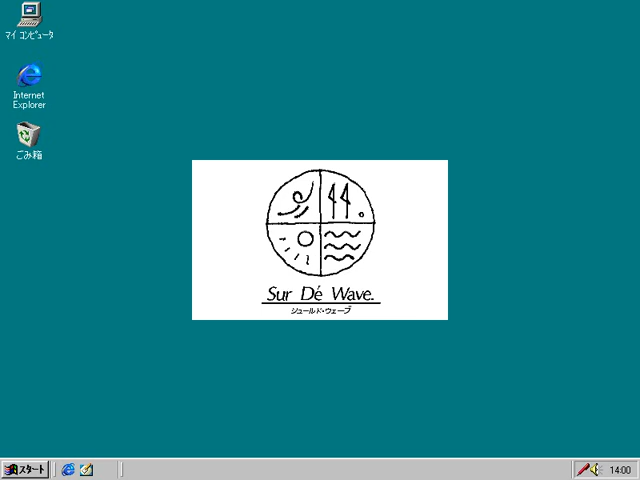 マイ コンピュータ
Internet
Explorer
ごみ箱
Sur Dé Wave.
シュールド・ウェーブ
スタート
14:00